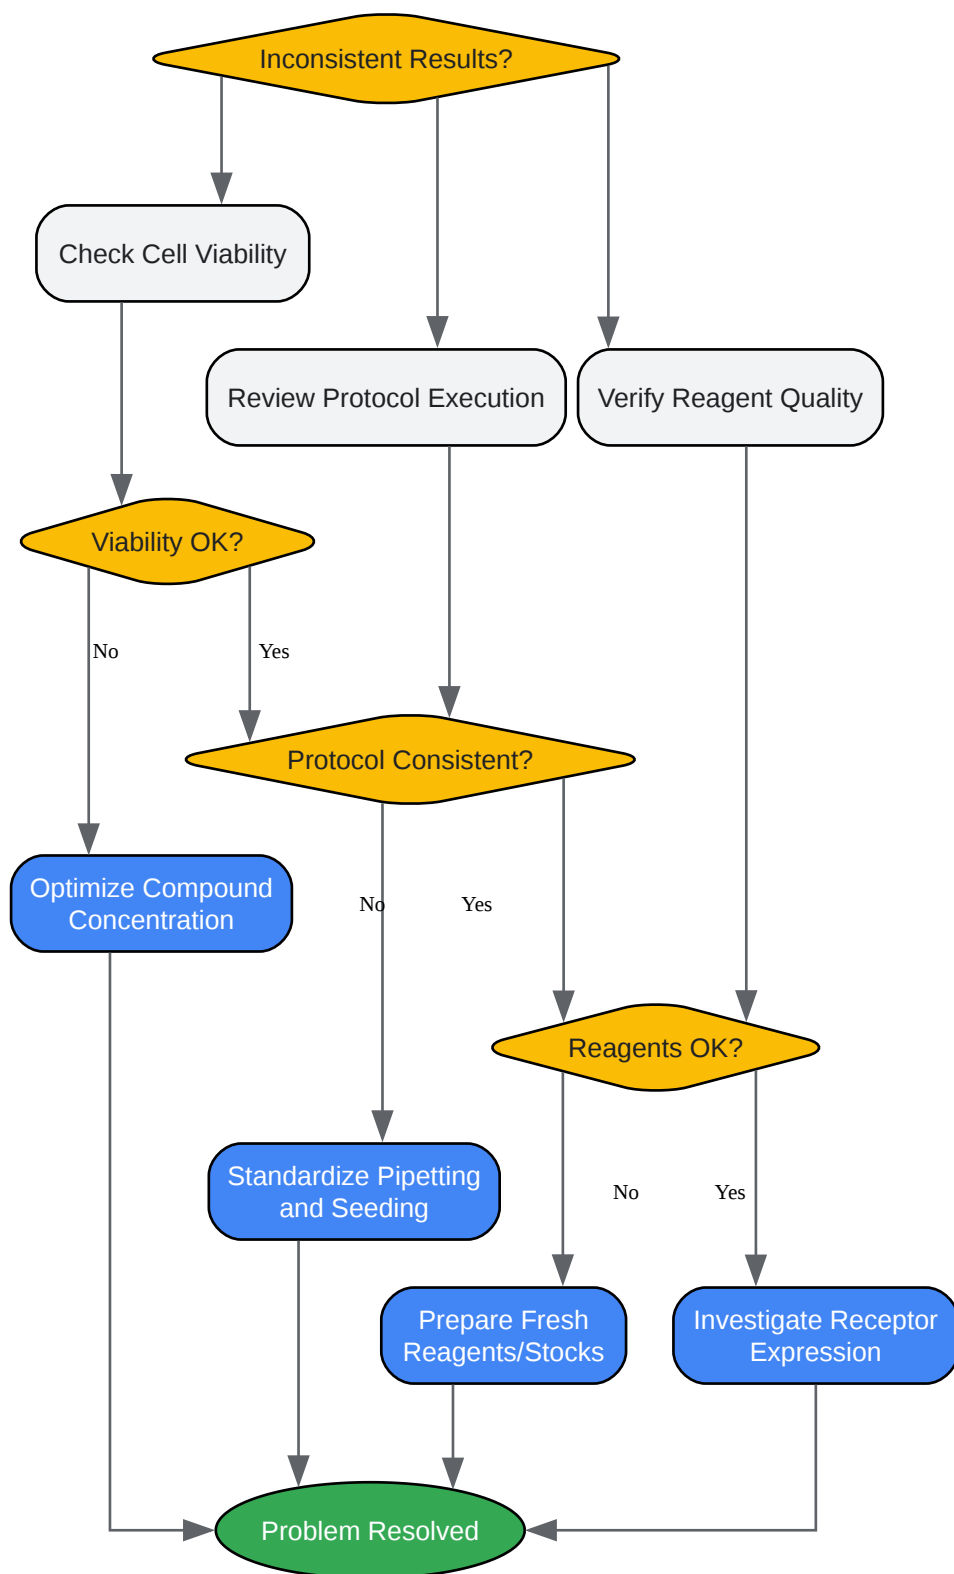 Inconsistent Results?
Check Cell Viability
Review Protocol Execution
Verify Reagent Quality
Viability OK?
No
Yes
Protocol Consistent?
Optimize Compound
Concentration
No
Yes
Reagents OK?
Standardize Pipetting
and Seeding
No
Yes
Prepare Fresh
Reagents/Stocks
Investigate Receptor
Expression
Problem Resolved